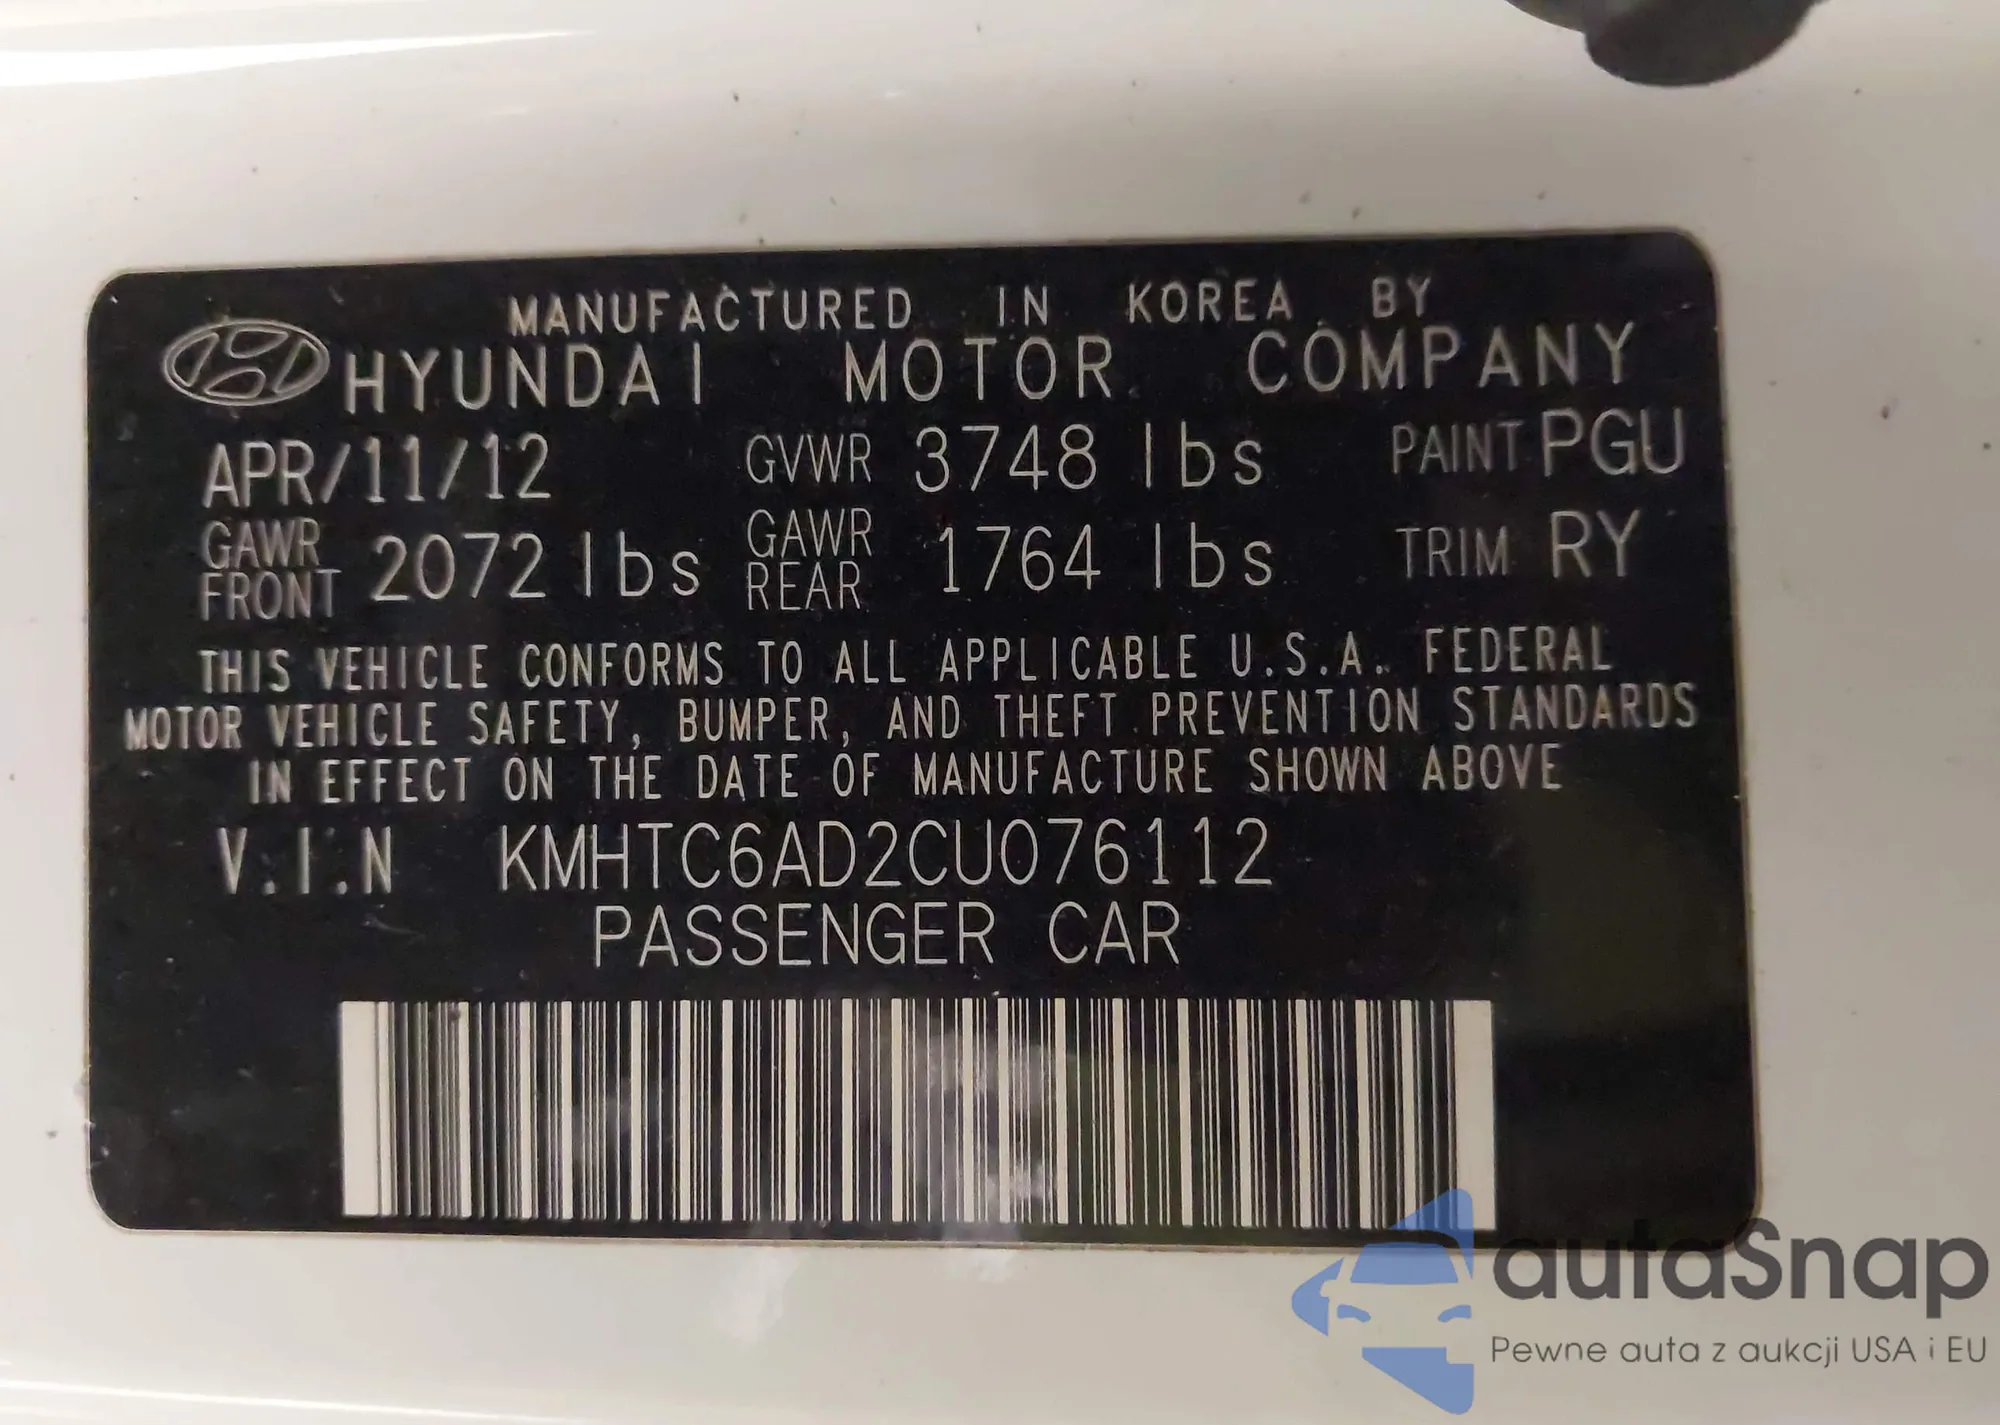 MANUFACTURED IN KOREA BY
HYUNDAI MOTOR COMPANY
APR/11/12 GVWR 3748 lbs PAINT PGU
GAWR FRONT 2072 lbs GAWR REAR 1764 lbs TRIM RY
THIS VEHICLE CONFORMS TO ALL APPLICABLE U.S.A. FEDERAL
MOTOR VEHICLE SAFETY, BUMPER, AND THEFT PREVENTION STANDARDS
IN EFFECT ON THE DATE OF MANUFACTURE SHOWN ABOVE
V.I.N KMHTC6AD2CU076112
PASSENGER CAR
autaSnap
Pewne auta z aukcji USA i EU